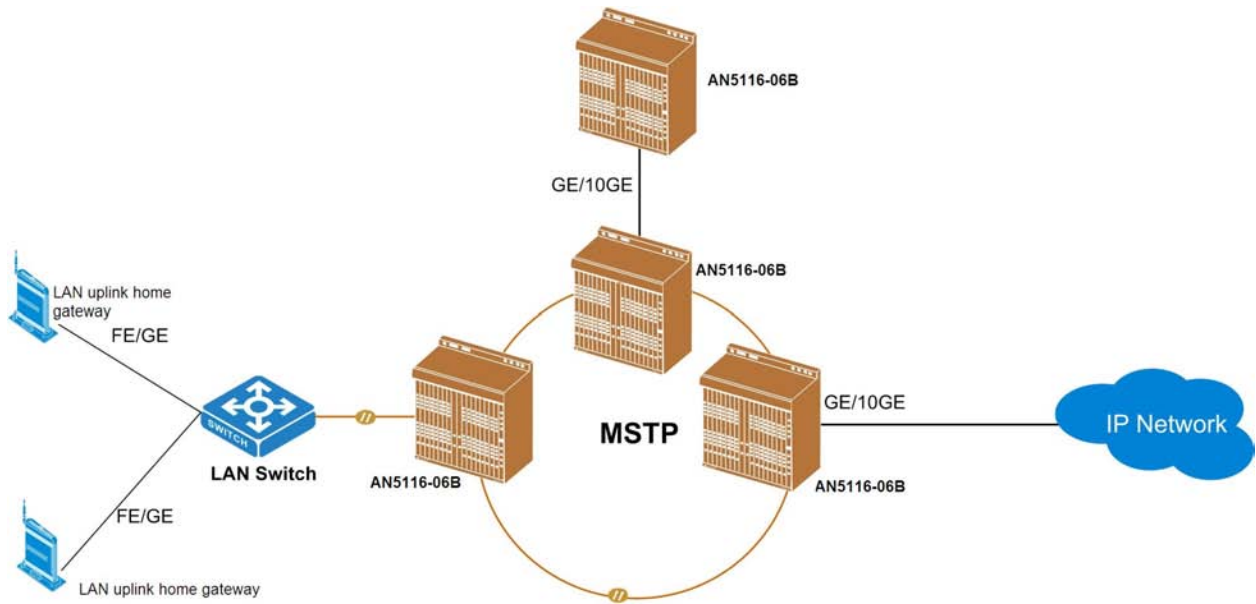 AN5116-06B
GE/10GE
AN5116-06B
LAN uplink home
gateway
FE/GE
SWITCH
LAN Switch
AN5116-06B
MSTP
GE/10GE
AN5116-06B
IP Network
FE/GE
LAN uplink home gateway